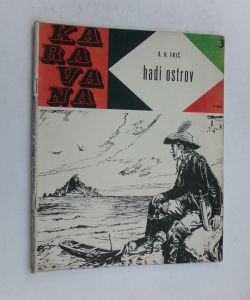 KA
RA
VA
NA
3
A. V. FRIČ
hadí ostrov